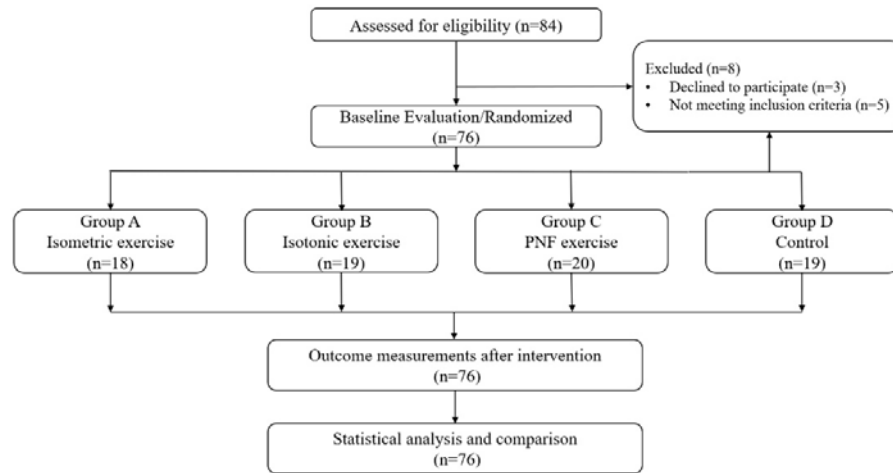 Assessed for eligibility (n=84)
Excluded (n=8)
• Declined to participate (n=3)
• Not meeting inclusion criteria (n=5)
Baseline Evaluation/Randomized
(n=76)
Group A
Isometric exercise
(n=18)
Group B
Isotonic exercise
(n=19)
Group C
PNF exercise
(n=20)
Group D
Control
(n=19)
Outcome measurements after intervention
(n=76)
Statistical analysis and comparison
(n=76)